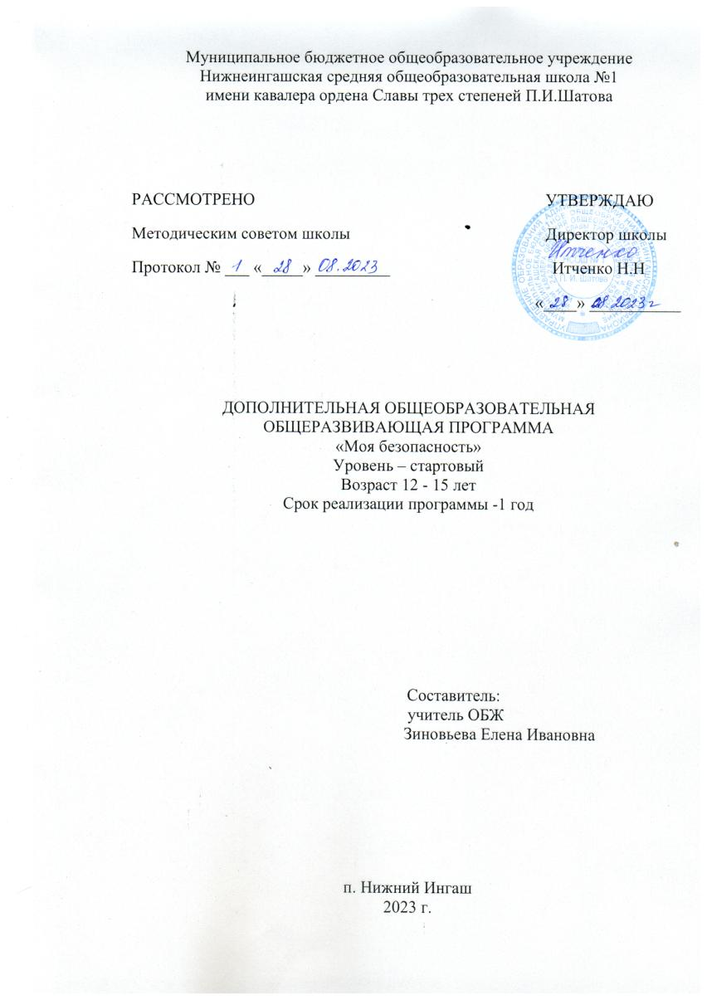 Муниципальное бюджетное общеобразовательное учреждение
Нижнеингашская средняя общеобразовательная школа №1
имени кавалера ордена Славы трех степеней П.И.Шатова
РАССМОТРЕНО
УТВЕРЖДАЮ
Методическим советом школы
Директор школы
Итченко
Протокол № 1 «28» 08.2023
Итченко Н.Н
П. И. Шатова
«28» 08.2023 г
ДОПОЛНИТЕЛЬНАЯ ОБЩЕОБРАЗОВАТЕЛЬНАЯ
ОБЩЕРАЗВИВАЮЩАЯ ПРОГРАММА
«Моя безопасность»
Уровень – стартовый
Возраст 12 - 15 лет
Срок реализации программы -1 год
Составитель:
учитель ОБЖ
Зиновьева Елена Ивановна
п. Нижний Ингаш
2023 г.